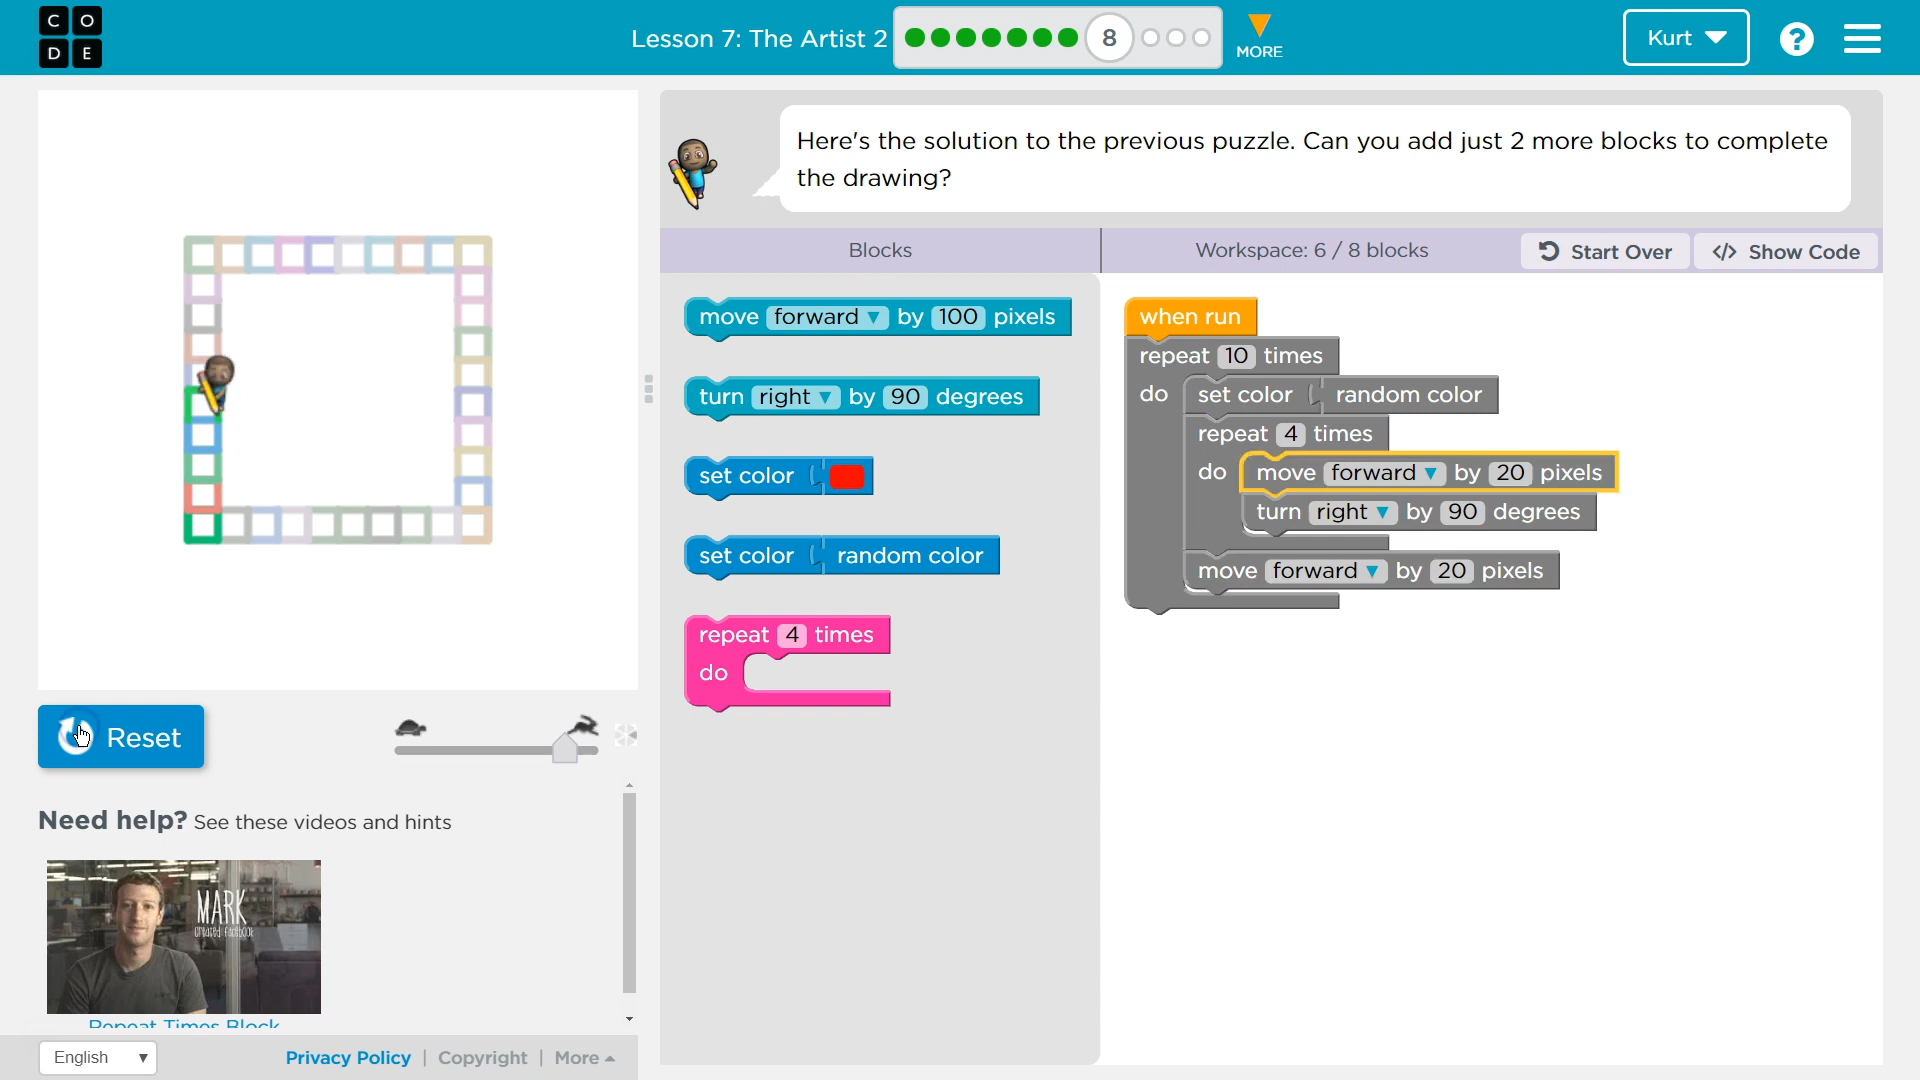 C O
D E
Lesson 7: The Artist 2
8
MORE
Kurt
?
Here's the solution to the previous puzzle. Can you add just 2 more blocks to complete
the drawing?
Blocks
Workspace: 6 / 8 blocks
Start Over
</> Show Code
move forward ▼ by 100 pixels
turn right ▼ by 90 degrees
set color
set color random color
repeat 4 times
do
when run
repeat 10 times
do set color random color
repeat 4 times
do move forward ▼ by 20 pixels
turn right ▼ by 90 degrees
move forward ▼ by 20 pixels
Reset
Need help? See these videos and hints
MARK
created facebook
Repeat Times Block
English ▼
Privacy Policy | Copyright | More